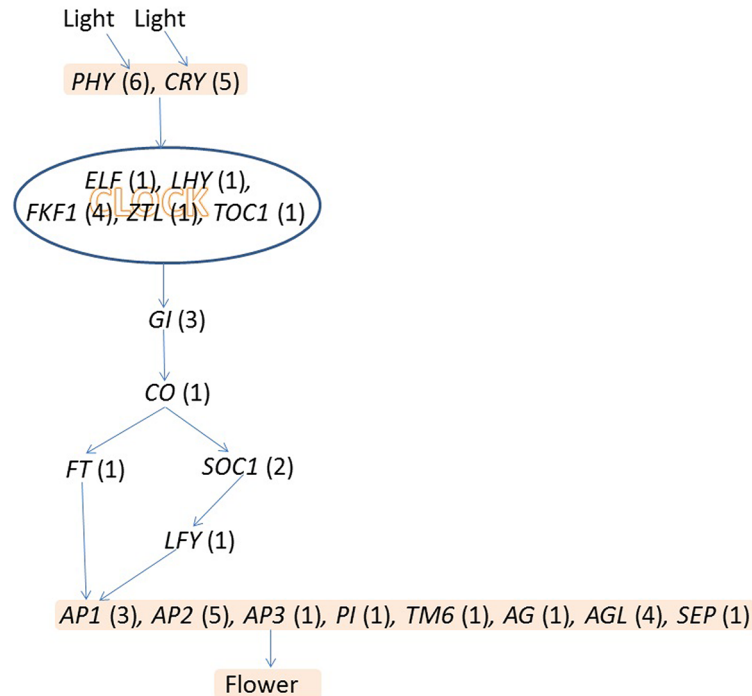 Light Light
PHY (6), CRY (5)
ELF (1), LHY (1),
CLOCK
FKF1 (4), ZTL (1), TOC1 (1)
GI (3)
CO (1)
FT (1) SOC1 (2)
LFY (1)
AP1 (3), AP2 (5), AP3 (1), PI (1), TM6 (1), AG (1), AGL (4), SEP (1)
Flower